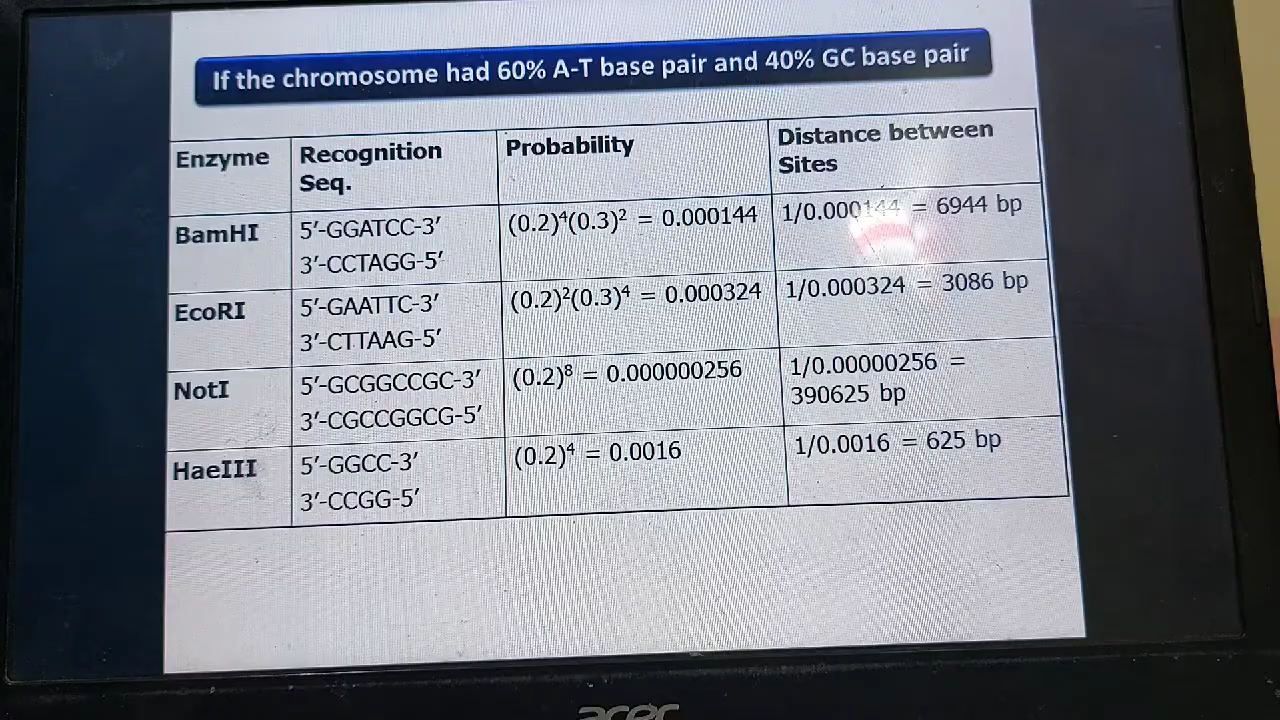 If the chromosome had 60% A-T base pair and 40% GC base pair
Enzyme
Recognition
Seq.
Probability
Distance between
Sites
BamHI
5′-GGATCC-3′
3′-CCTAGG-5′
(0.2)⁴(0.3)² = 0.000144
1/0.000144 = 6944 bp
EcoRI
5′-GAATTC-3′
3′-CTTAAG-5′
(0.2)²(0.3)⁴ = 0.000324
1/0.000324 = 3086 bp
NotI
5′-GCGGCCGC-3′
3′-CGCCGGCG-5′
(0.2)⁸ = 0.000000256
1/0.00000256 =
390625 bp
HaeIII
5′-GGCC-3′
3′-CCGG-5′
(0.2)⁴ = 0.0016
1/0.0016 = 625 bp
acer